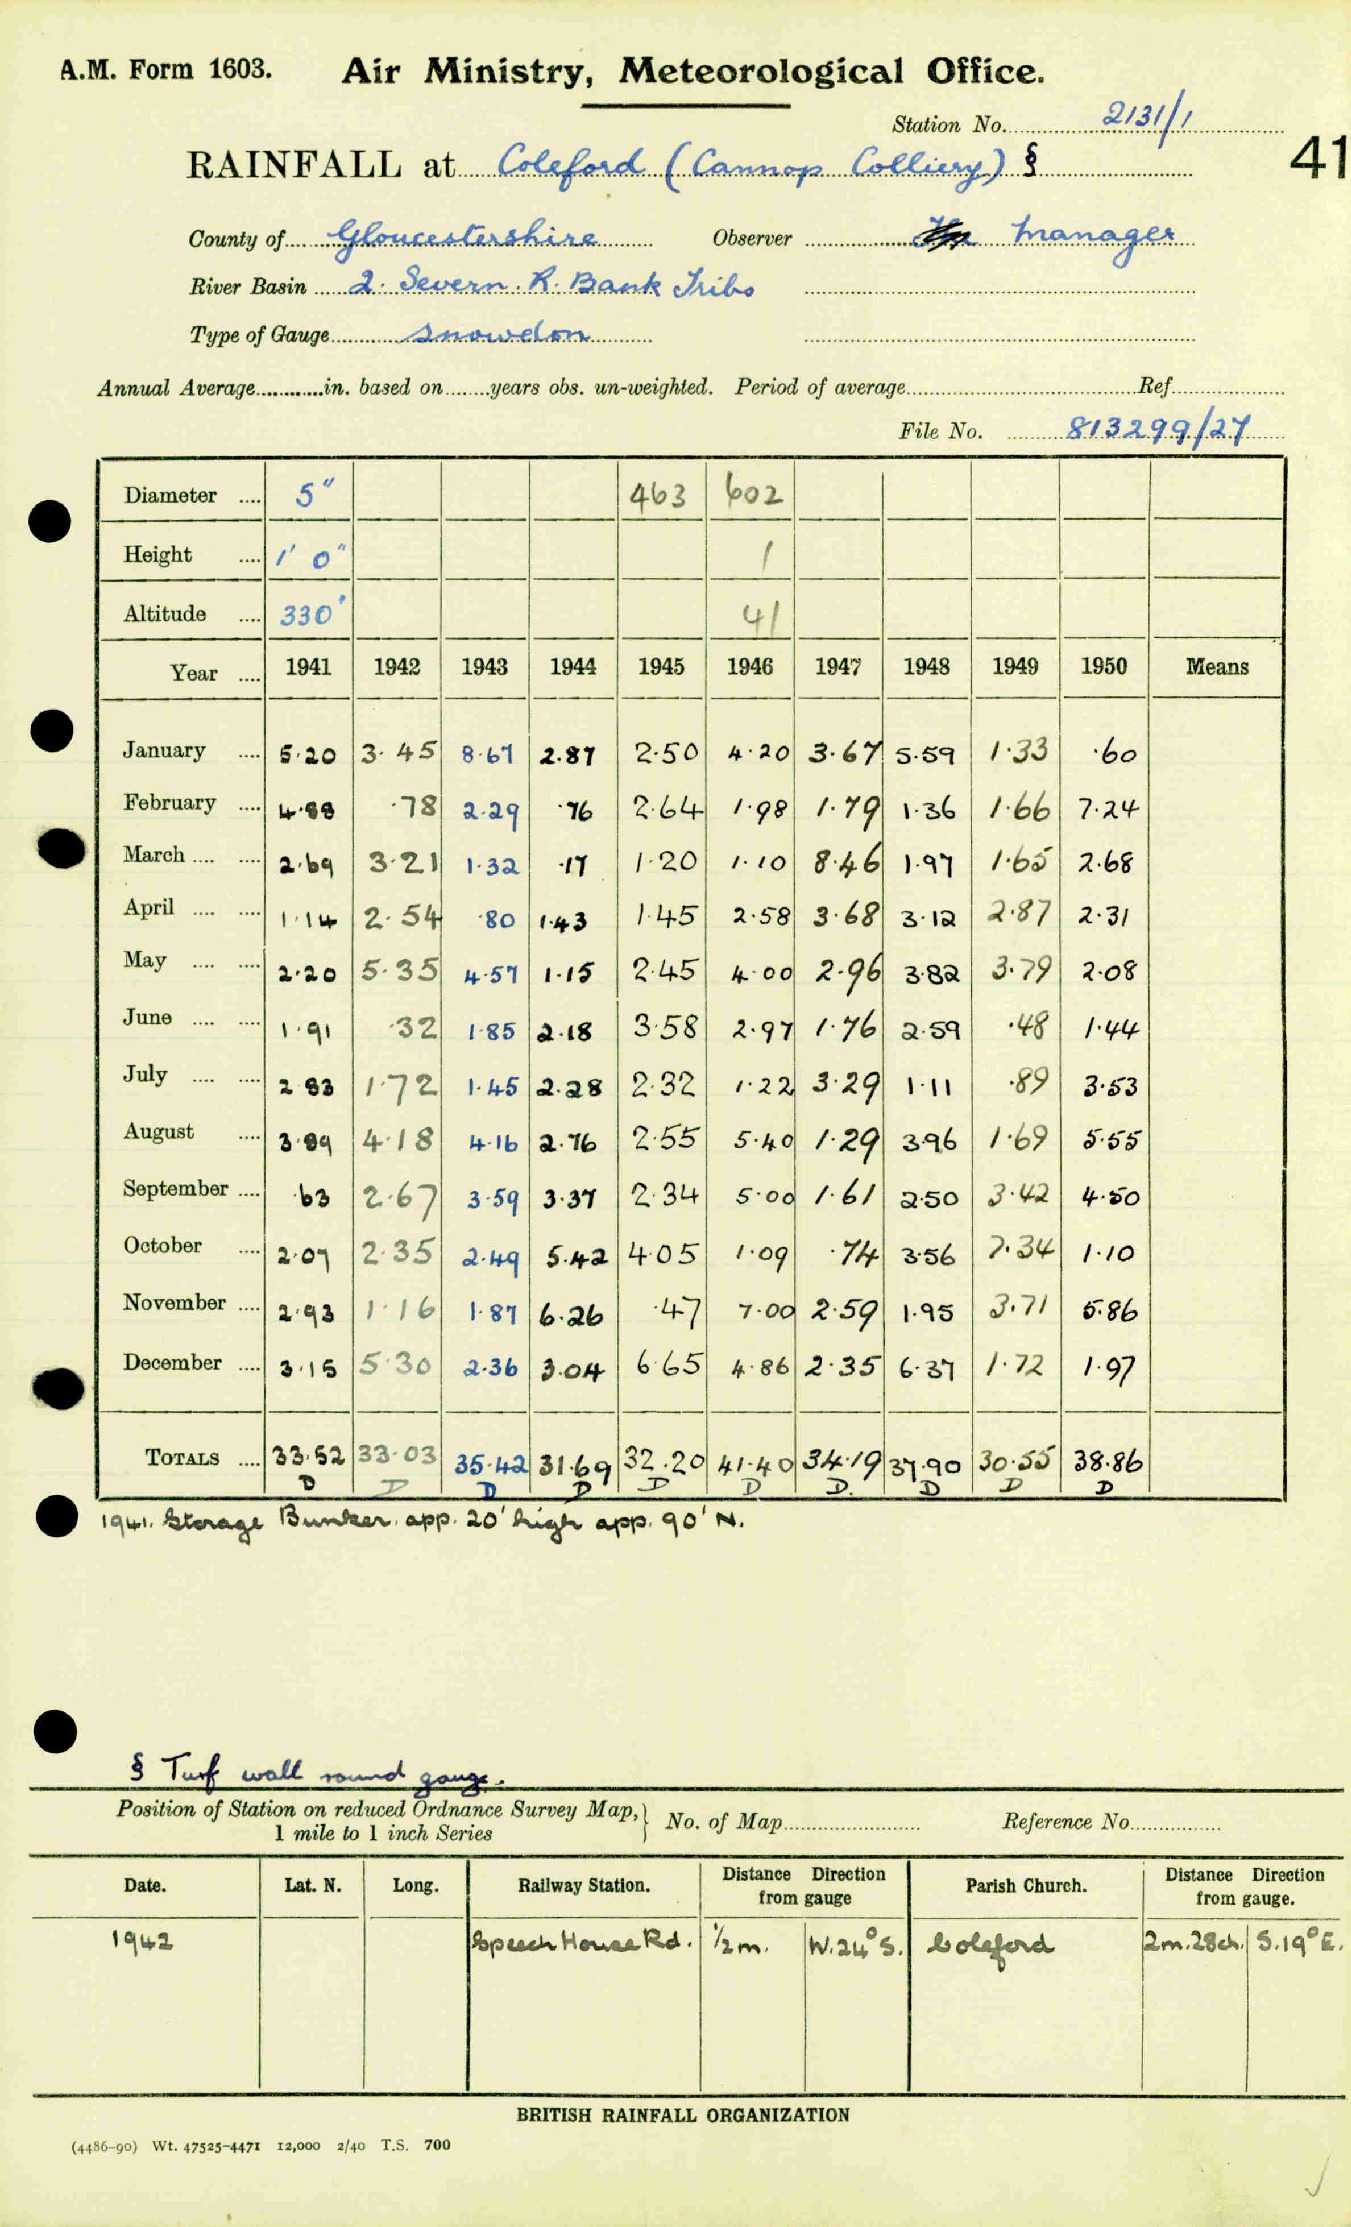 A.M. Form 1603. Air Ministry, Meteorological Office.
Station No. 2131/1
41
RAINFALL at Coleford (Cannop Colliery) §
County of Gloucestershire Observer Manager
River Basin 2. Severn. R. Bank Tribs
Type of Gauge Snowdon
Annual Average............in. based on........years obs. un-weighted. Period of average........ Ref........
File No. 813299/27
Diameter .... 5" 463 602
Height .... 1' 0" 1
Altitude .... 330' 41
Year .... 1941 1942 1943 1944 1945 1946 1947 1948 1949 1950 Means
January .... 5·20 3·45 8·67 2·87 2·50 4·20 3·67 5·59 1·33 ·60
February .... 4·88 ·78 2·29 ·76 2·64 1·98 1·79 1·36 1·66 7·24
March .... .... 2·69 3·21 1·32 ·17 1·20 1·10 8·46 1·97 1·65 2·68
April .... .... 1·14 2·54 ·80 1·43 1·45 2·58 3·68 3·12 2·87 2·31
May .... .... 2·20 5·35 4·57 1·15 2·45 4·00 2·96 3·82 3·79 2·08
June .... .... 1·91 ·32 1·85 2·18 3·58 2·97 1·76 2·59 ·48 1·44
July .... .... 2·83 1·72 1·45 2·28 2·32 1·22 3·29 1·11 ·89 3·53
August .... 3·89 4·18 4·16 2·76 2·55 5·40 1·29 3·96 1·69 5·55
September .... ·63 2·67 3·59 3·37 2·34 5·00 1·61 2·50 3·42 4·50
October .... 2·07 2·35 2·49 5·42 4·05 1·09 ·74 3·56 7·34 1·10
November .... 2·93 1·16 1·87 6·26 ·47 7·00 2·59 1·95 3·71 5·86
December .... 3·15 5·30 2·36 3·04 6·65 4·86 2·35 6·37 1·72 1·97
TOTALS .... 33·52 33·03 35·42 31·69 32·20 41·40 34·19 37·90 30·55 38·86
D D D D D D D. D D D
1941. Storage Bunker. app. 20' high app. 90' N.
§ Turf wall round gauge.
Position of Station on reduced Ordnance Survey Map, 1 mile to 1 inch Series } No. of Map........ Reference No........
Date. Lat. N. Long. Railway Station. Distance Direction from gauge Parish Church. Distance Direction from gauge.
1942 Speech House Rd. ½ m. W.24°S. Coleford 2m.28ch. S.19°E.
BRITISH RAINFALL ORGANIZATION
(4486-90) Wt. 47525-4471 12,000 2/40 T.S. 700